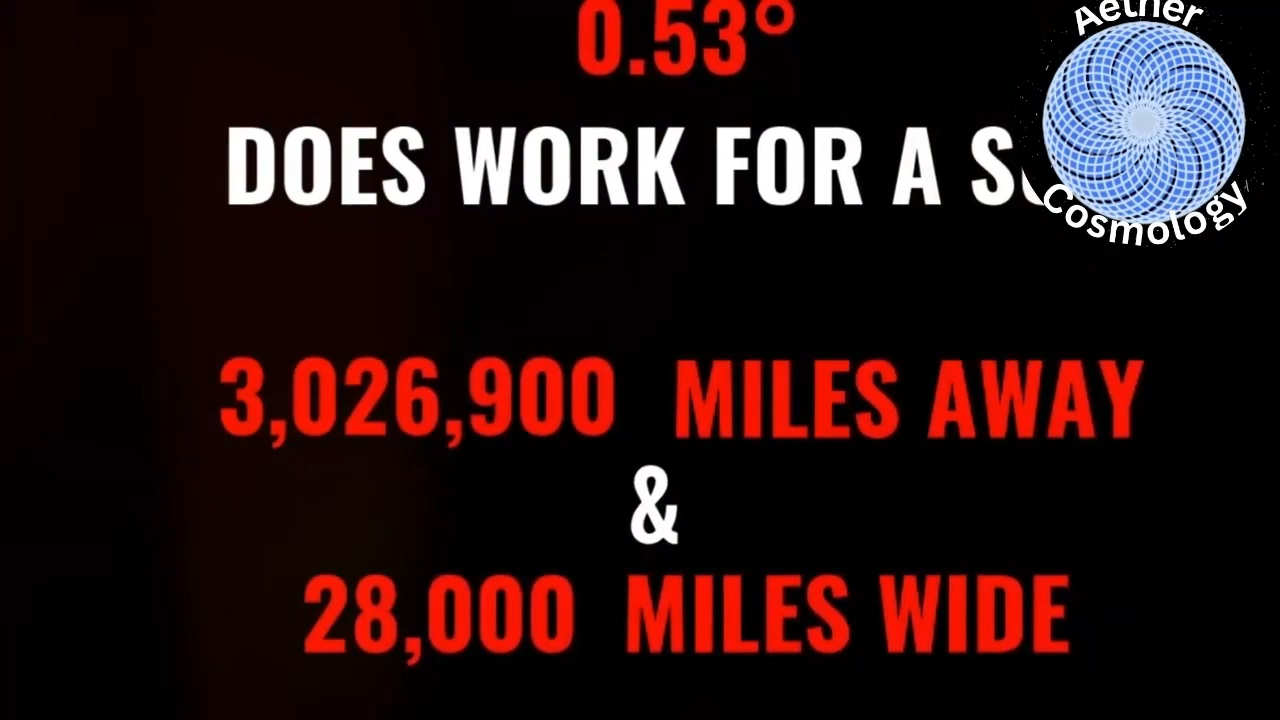 0.53°
DOES WORK FOR A
3,026,900 MILES AWAY
&
28,000 MILES WIDE
Aether
Cosmology